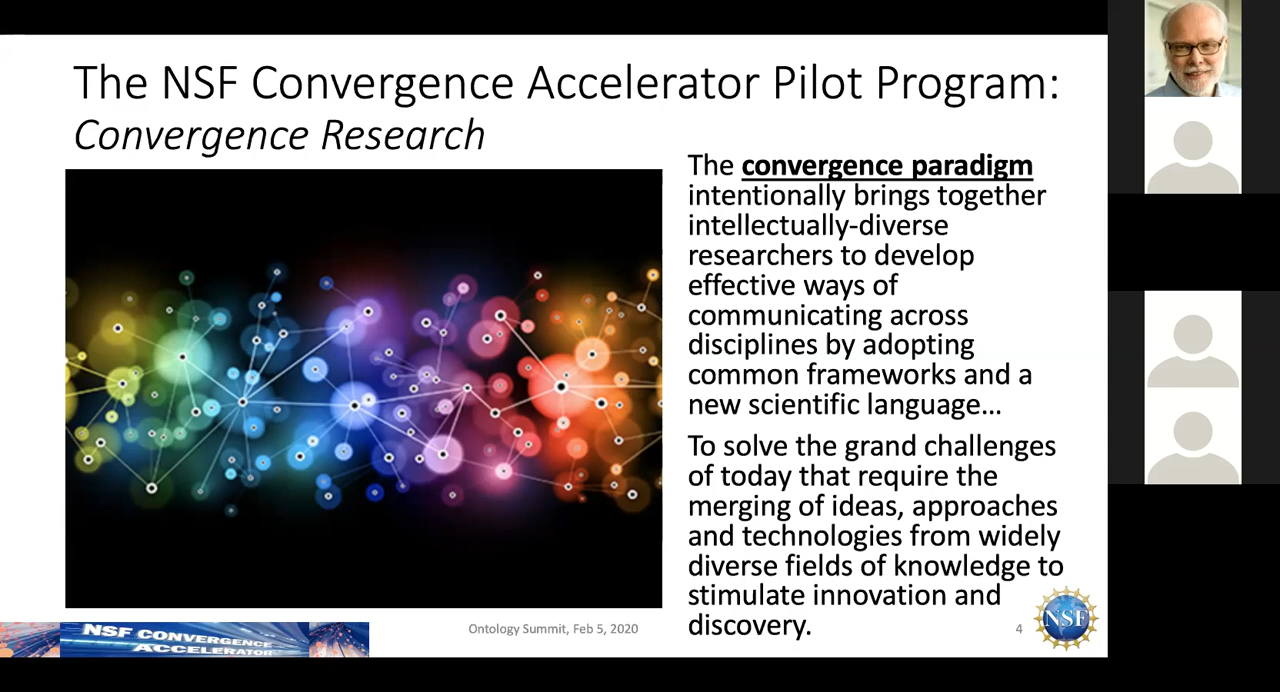 The NSF Convergence Accelerator Pilot Program:
Convergence Research
The convergence paradigm
intentionally brings together
intellectually-diverse
researchers to develop
effective ways of
communicating across
disciplines by adopting
common frameworks and a
new scientific language…
To solve the grand challenges
of today that require the
merging of ideas, approaches
and technologies from widely
diverse fields of knowledge to
stimulate innovation and
discovery.
NSF CONVERGENCE
ACCELERATOR
Ontology Summit, Feb 5, 2020
4
NSF